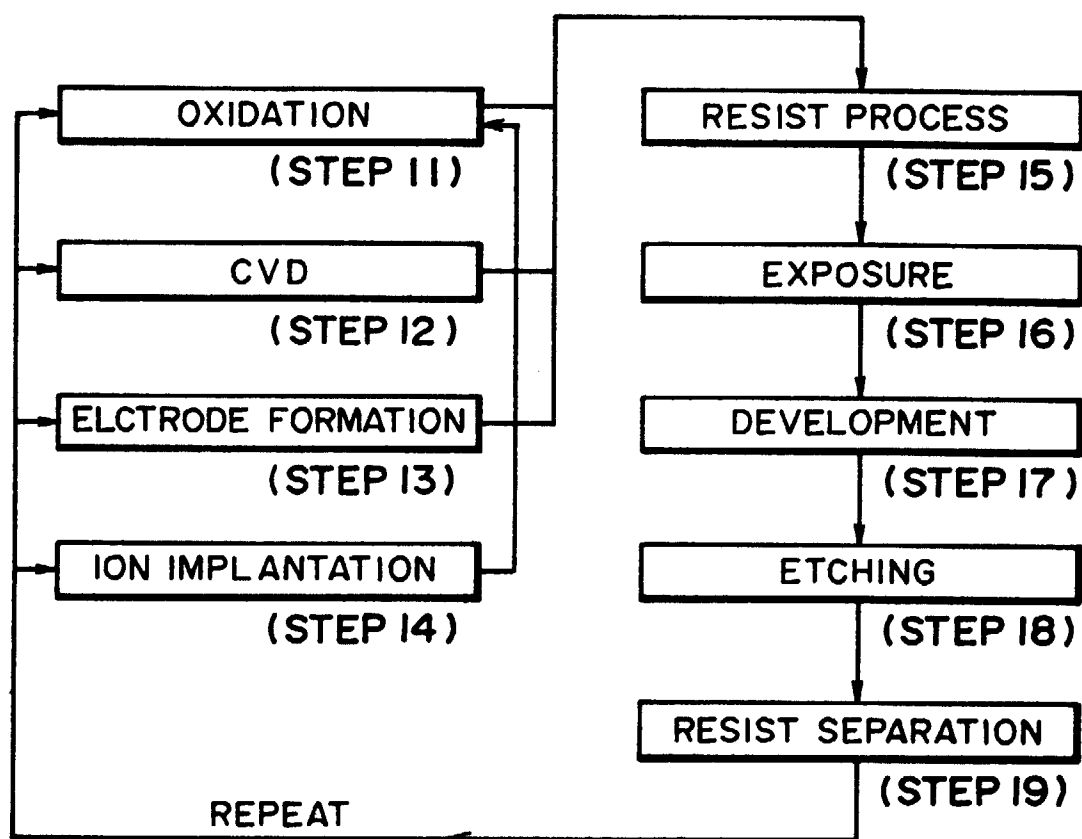 OXIDATION
(STEP 11)
CVD
(STEP 12)
ELCTRODE FORMATION
(STEP 13)
ION IMPLANTATION
(STEP 14)
RESIST PROCESS
(STEP 15)
EXPOSURE
(STEP 16)
DEVELOPMENT
(STEP 17)
ETCHING
(STEP 18)
RESIST SEPARATION
(STEP 19)
REPEAT